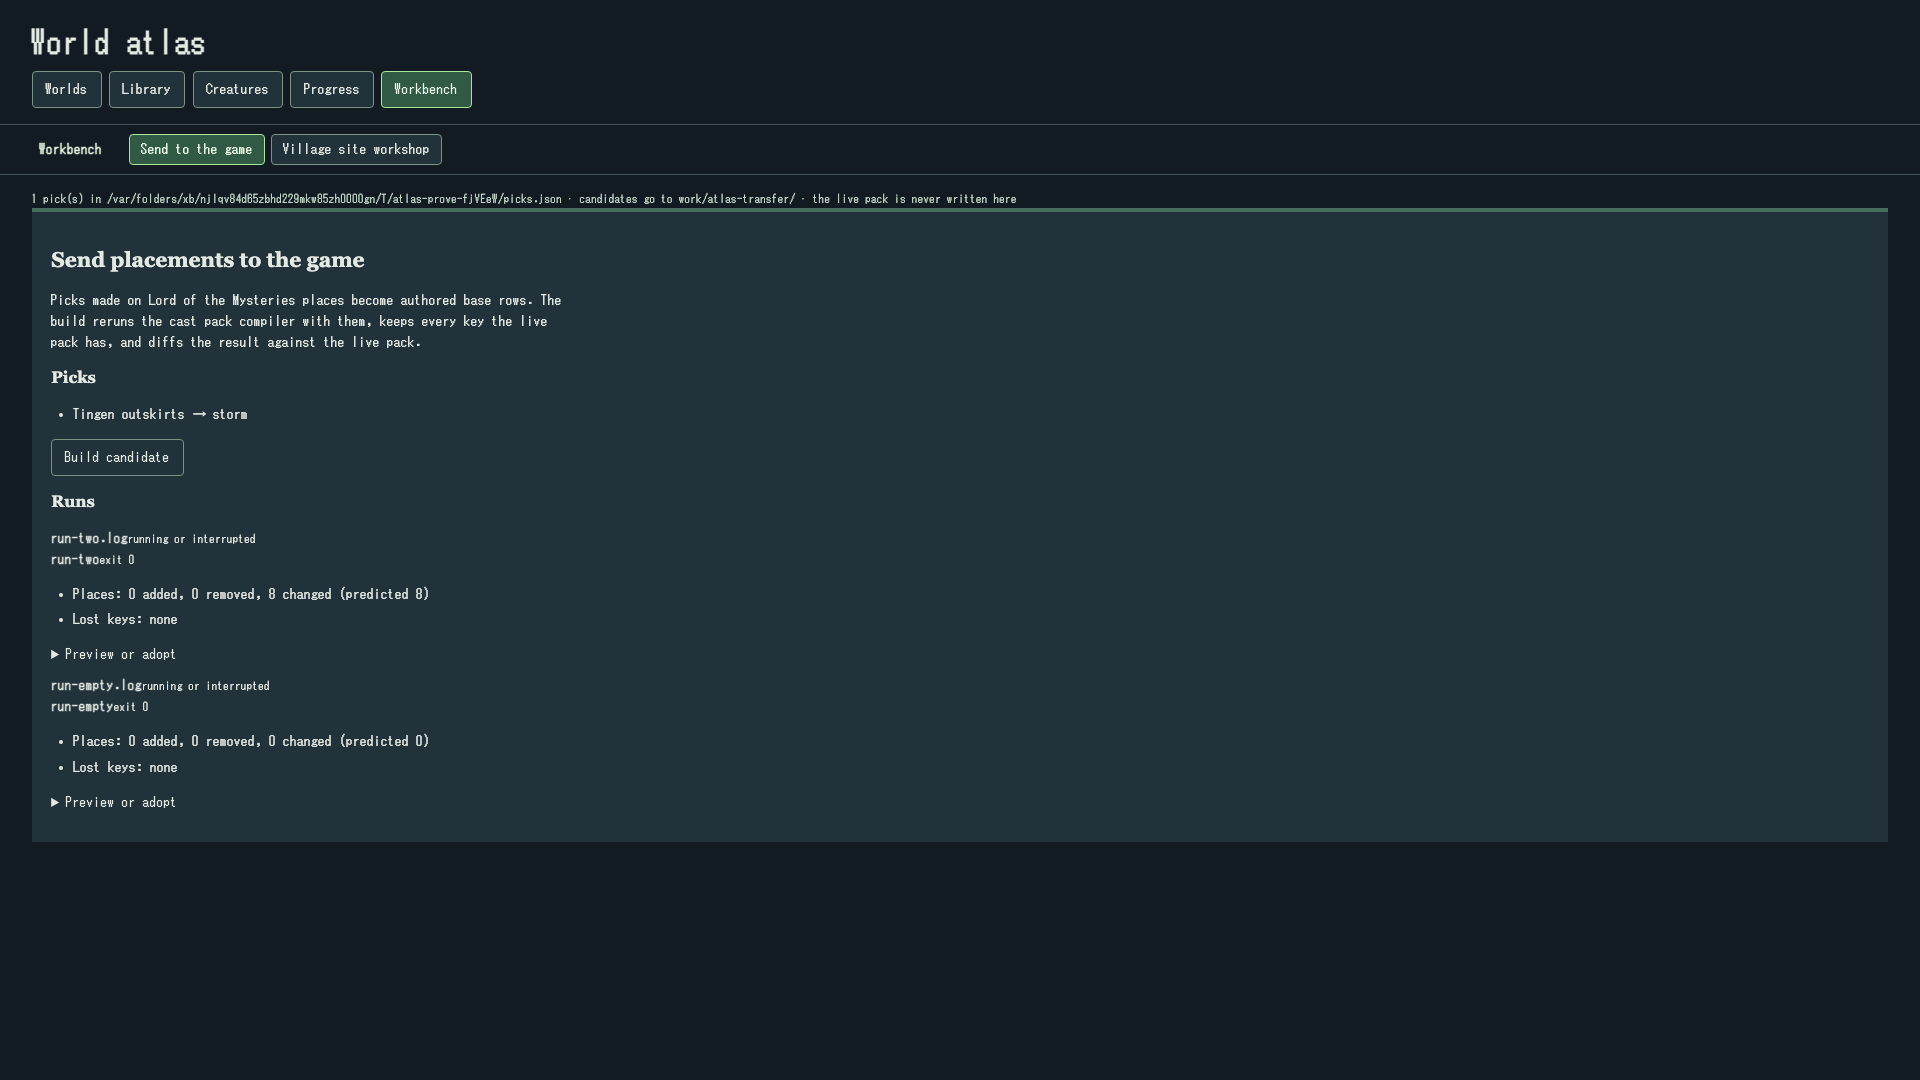 World atlas
Worlds Library Creatures Progress Workbench
Workbench Send to the game Village site workshop
1 pick(s) in /var/folders/xb/njlqv84d65zbhd229mkw85zh0000gn/T/atlas-prove-fjVEeW/picks.json · candidates go to work/atlas-transfer/ · the live pack is never written here
Send placements to the game
Picks made on Lord of the Mysteries places become authored base rows. The
build reruns the cast pack compiler with them, keeps every key the live
pack has, and diffs the result against the live pack.
Picks
• Tingen outskirts → storm
Build candidate
Runs
run-two.logrunning or interrupted
run-twoexit 0
• Places: 0 added, 0 removed, 8 changed (predicted 8)
• Lost keys: none
▶ Preview or adopt
run-empty.logrunning or interrupted
run-emptyexit 0
• Places: 0 added, 0 removed, 0 changed (predicted 0)
• Lost keys: none
▶ Preview or adopt